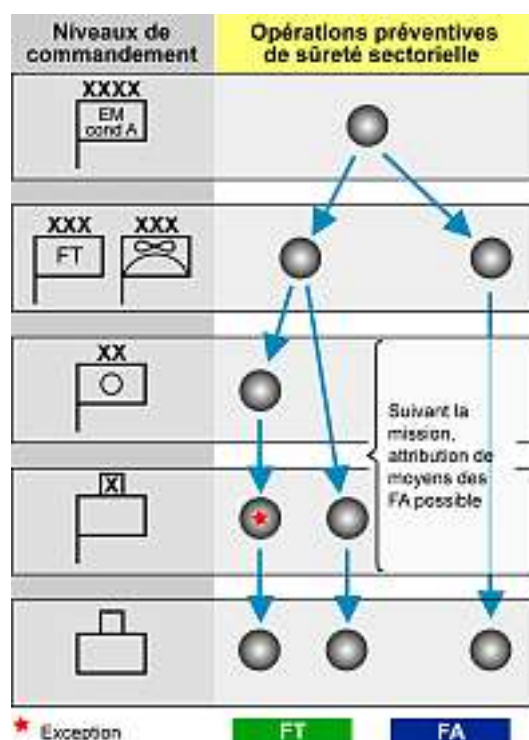 Niveaux de
commandement
Opérations préventives
de sûreté sectorielle
XXXX
EM
cond A
XXX
XXX
FT
XX
Suivant la
mission,
attribution de
moyens des
FA possible
X
Exception
FT
FA